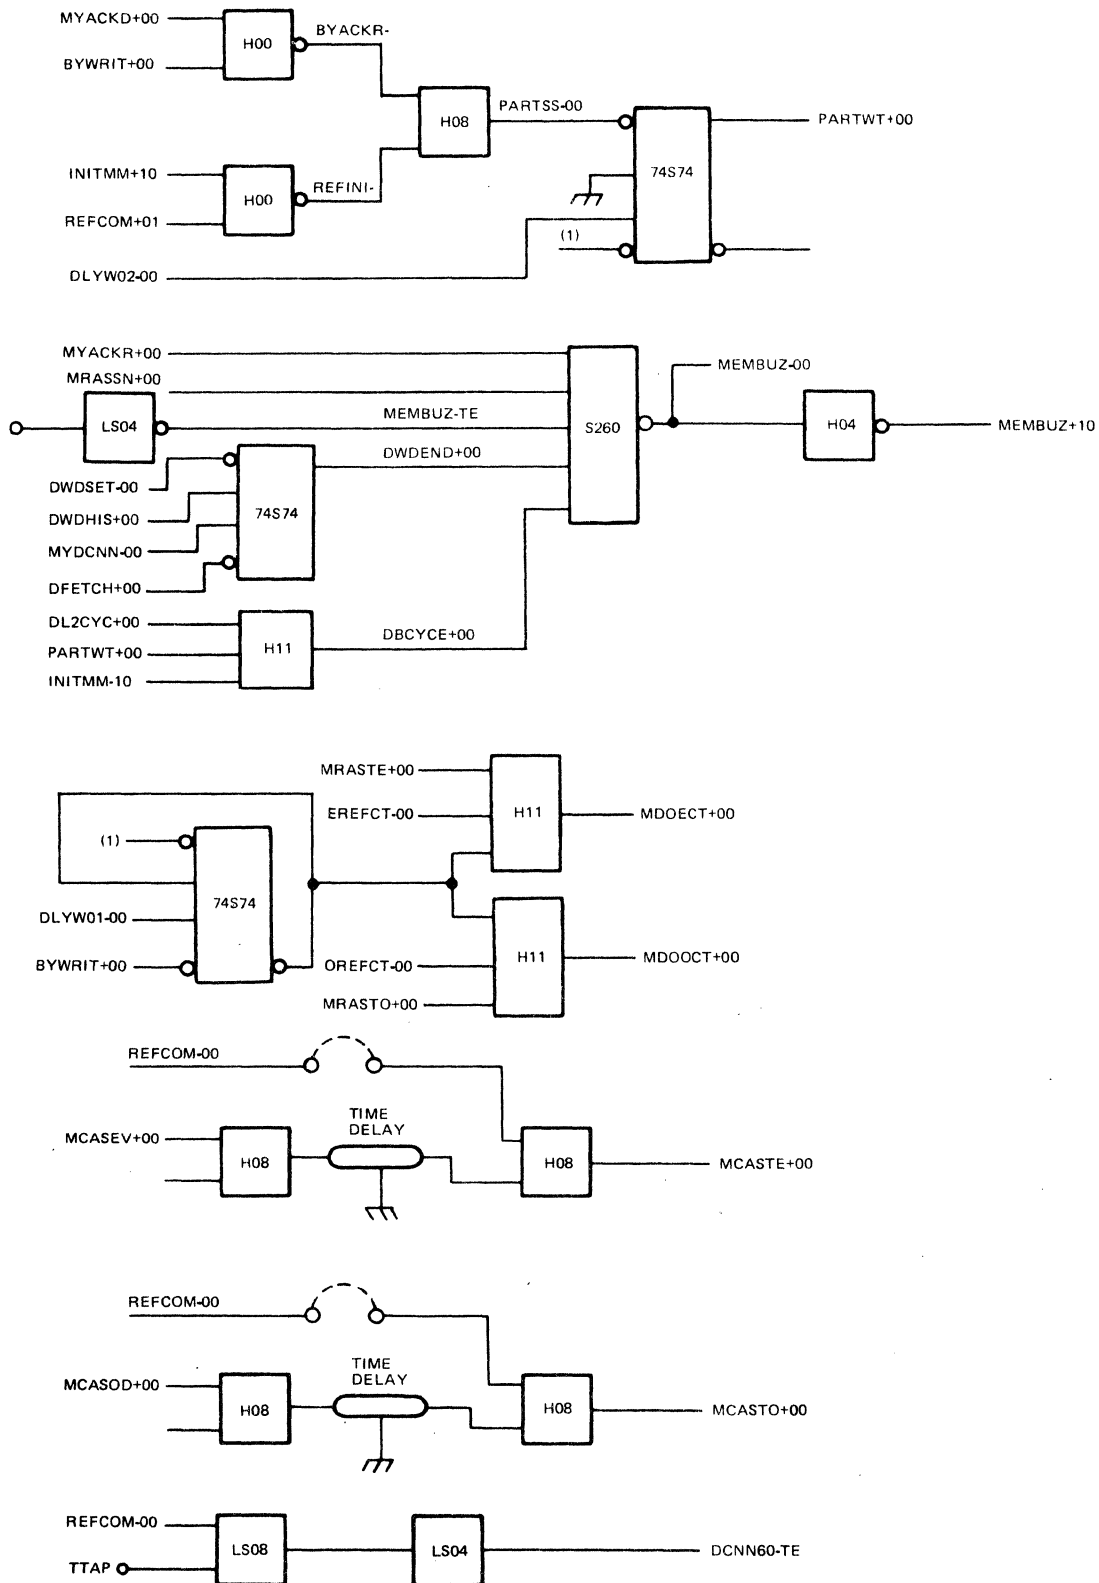 MYACKD+00
BYWRIT+00
H00
BYACKR-
H08
PARTSS-00
74S74
PARTWT+00
INITMM+10
REFCOM+01
H00
REFINI-
(1)
DLYW02-00
MYACKR+00
MRASSN+00
LS04
MEMBUZ-TE
S260
MEMBUZ-00
H04
MEMBUZ+10
DWDEND+00
DWDSET-00
DWDHIS+00
MYDCNN-00
DFETCH+00
74S74
DL2CYC+00
PARTWT+00
INITMM-10
H11
DBCYCE+00
MRASTE+00
EREFCT-00
H11
MDOECT+00
(1)
74S74
DLYW01-00
BYWRIT+00
H11
OREFCT-00
MRASTO+00
MDOOCT+00
REFCOM-00
TIME
DELAY
MCASEV+00
H08
H08
MCASTE+00
REFCOM-00
TIME
DELAY
MCASOD+00
H08
H08
MCASTO+00
REFCOM-00
TTAP
LS08
LS04
DCNN60-TE